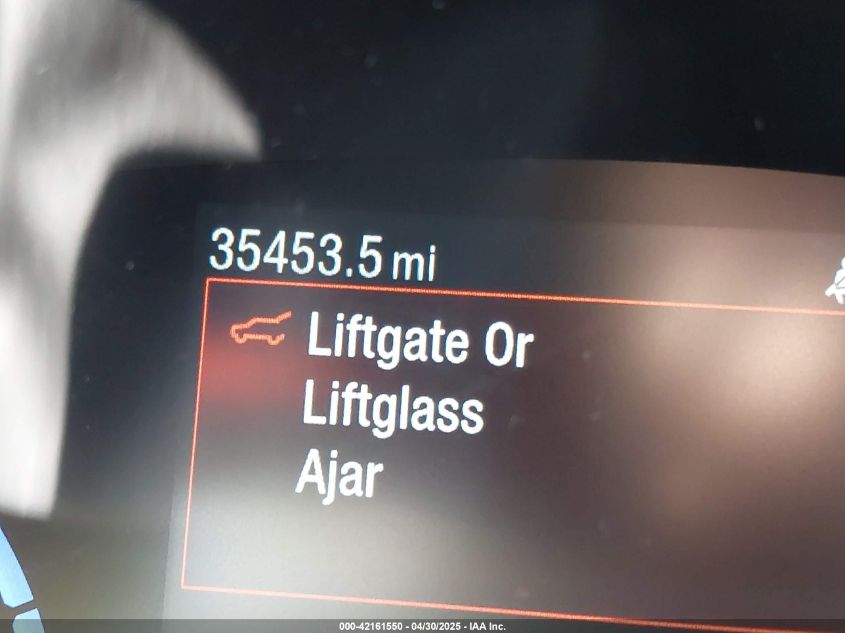 35453.5 mi
Liftgate Or
Liftglass
Ajar
000-42161550 - 04/30/2025 - IAA Inc.